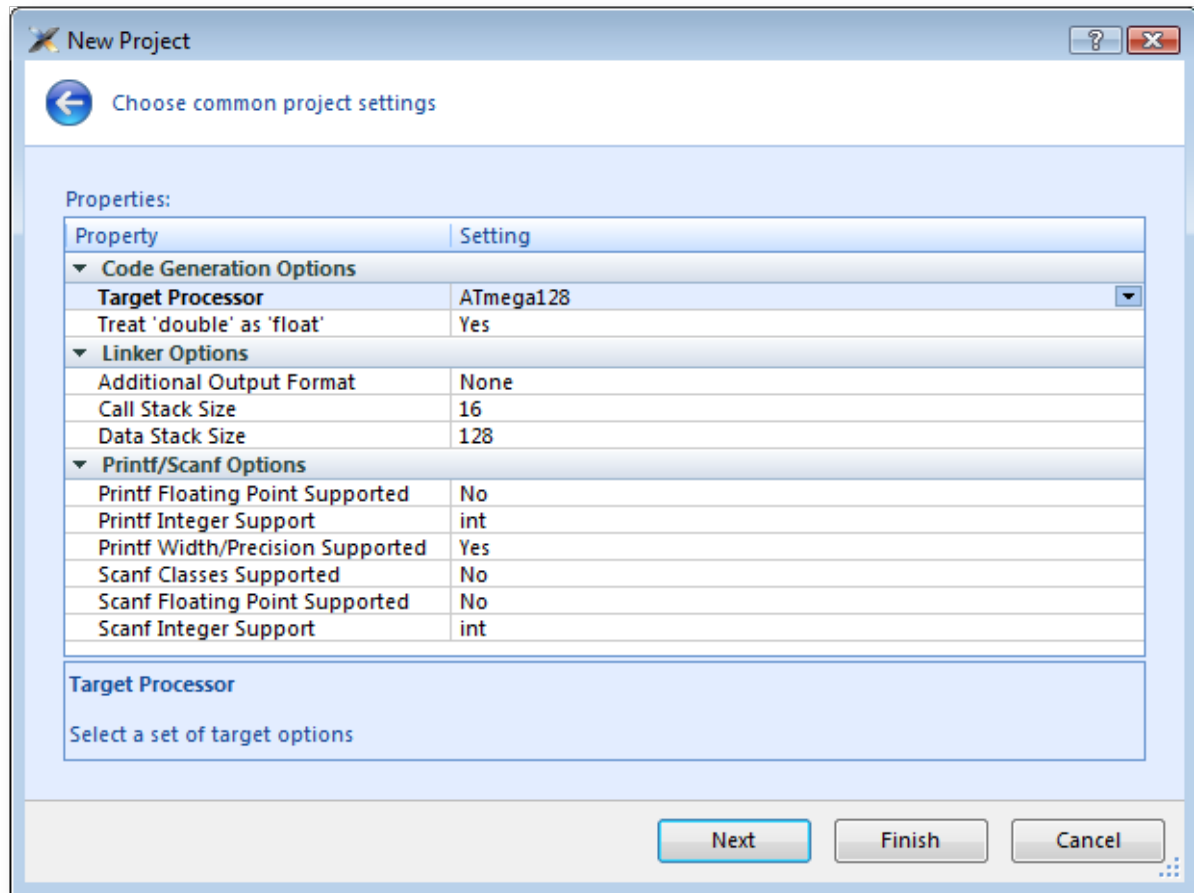 New Project
Choose common project settings
Properties:
Property Setting
Code Generation Options
Target Processor ATmega128
Treat 'double' as 'float' Yes
Linker Options
Additional Output Format None
Call Stack Size 16
Data Stack Size 128
Printf/Scanf Options
Printf Floating Point Supported No
Printf Integer Support int
Printf Width/Precision Supported Yes
Scanf Classes Supported No
Scanf Floating Point Supported No
Scanf Integer Support int
Target Processor
Select a set of target options
Next Finish Cancel